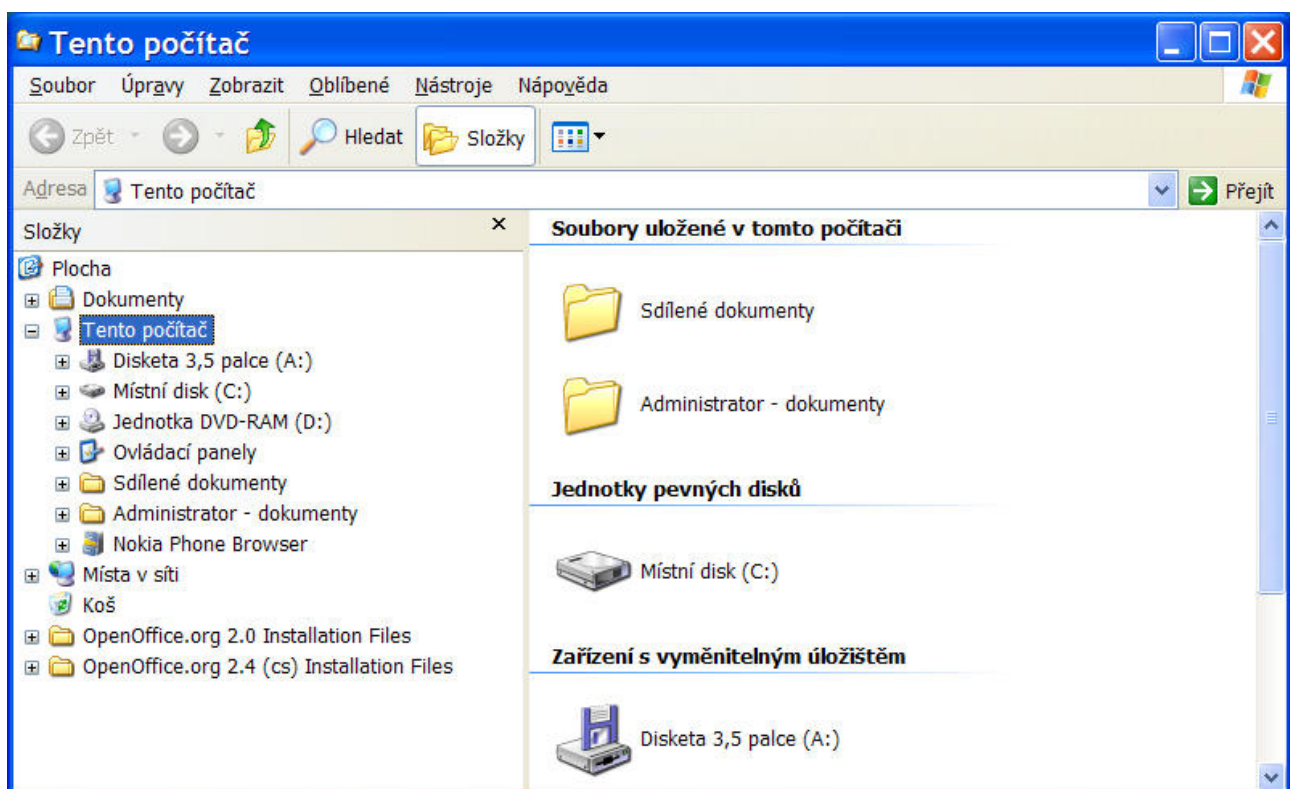 Tento počítač
Soubor Úpravy Zobrazit Oblíbené Nástroje Nápověda
Zpět Hledat Složky
Adresa Tento počítač Přejít
Složky
Plocha
Dokumenty
Tento počítač
Disketa 3,5 palce (A:)
Místní disk (C:)
Jednotka DVD-RAM (D:)
Ovládací panely
Sdílené dokumenty
Administrator - dokumenty
Nokia Phone Browser
Místa v síti
Koš
OpenOffice.org 2.0 Installation Files
OpenOffice.org 2.4 (cs) Installation Files
Soubory uložené v tomto počítači
Sdílené dokumenty
Administrator - dokumenty
Jednotky pevných disků
Místní disk (C:)
Zařízení s vyměnitelným úložištěm
Disketa 3,5 palce (A:)